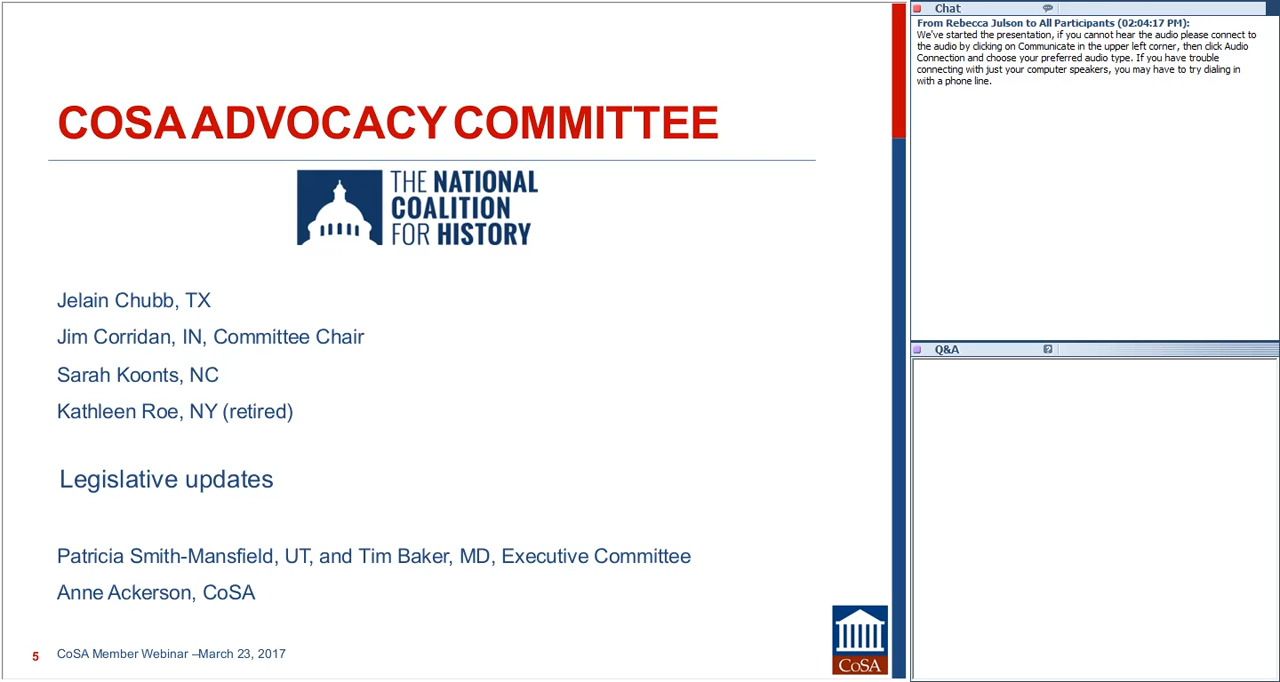 COSA ADVOCACY COMMITTEE
THE NATIONAL
COALITION
FOR HISTORY
Jelain Chubb, TX
Jim Corridan, IN, Committee Chair
Sarah Koonts, NC
Kathleen Roe, NY (retired)
Legislative updates
Patricia Smith-Mansfield, UT, and Tim Baker, MD, Executive Committee
Anne Ackerson, CoSA
5 CoSA Member Webinar –March 23, 2017
CoSA
Chat
From Rebecca Julson to All Participants (02:04:17 PM):
We've started the presentation, if you cannot hear the audio please connect to
the audio by clicking on Communicate in the upper left corner, then click Audio
Connection and choose your preferred audio type. If you have trouble
connecting with just your computer speakers, you may have to try dialing in
with a phone line.
Q&A